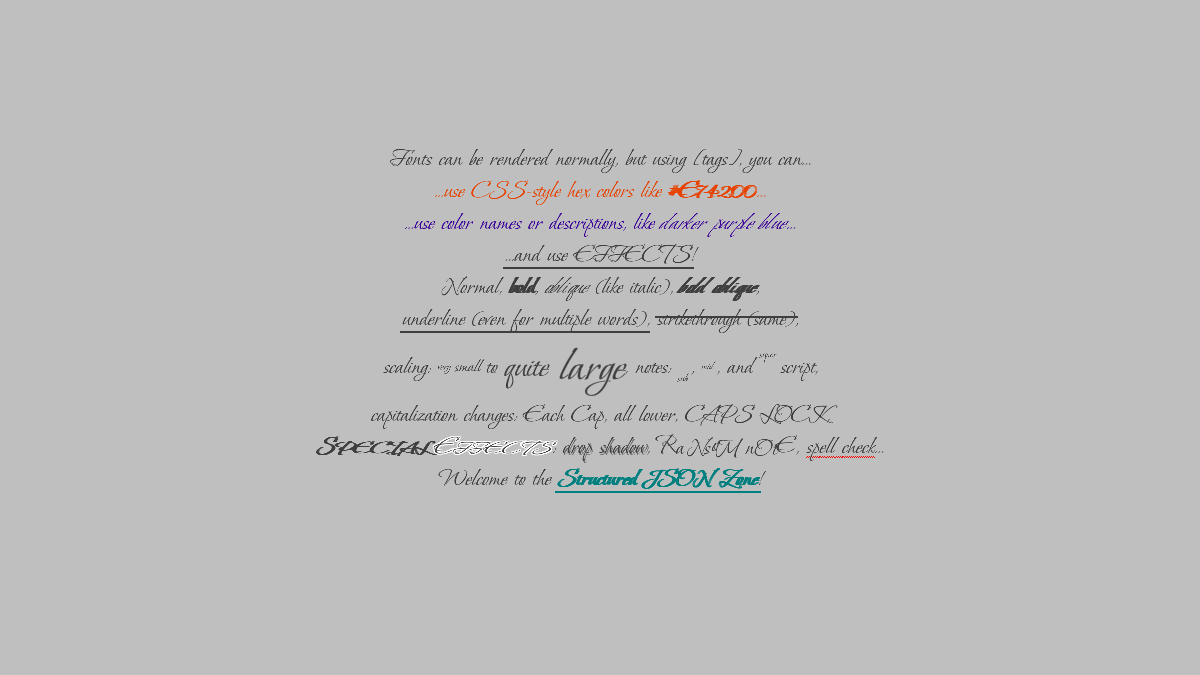 Fonts can be rendered normally, but using [tags], you can...
...use CSS-style hex colors like #E74200...
...use color names or descriptions, like darker purple blue...
...and use EFFECTS!
Normal, bold, oblique (like italic), bold oblique,
underline (even for multiple words), strikethrough (same),
scaling: very small to quite large notes: sub, mid, and super script,
capitalization changes: Each Cap, all lower, CAPS LOCK.
SPECIAL EFFECTS: drop shadow, RaNsoM nOtE, spell check...
Welcome to the Structured JSON Zone!